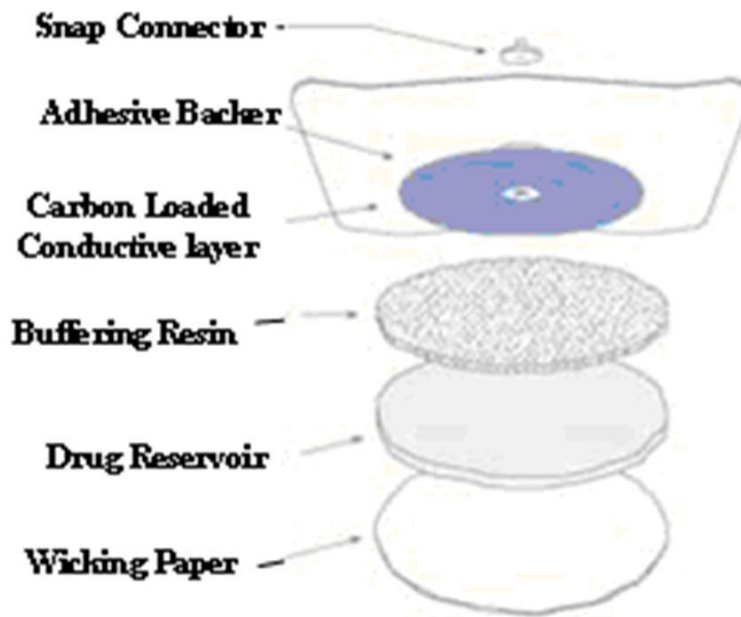 Snap Connector
Adhesive Backer
Carbon Loaded
Conductive layer
Buffering Resin
Drug Reservoir
Wicking Paper